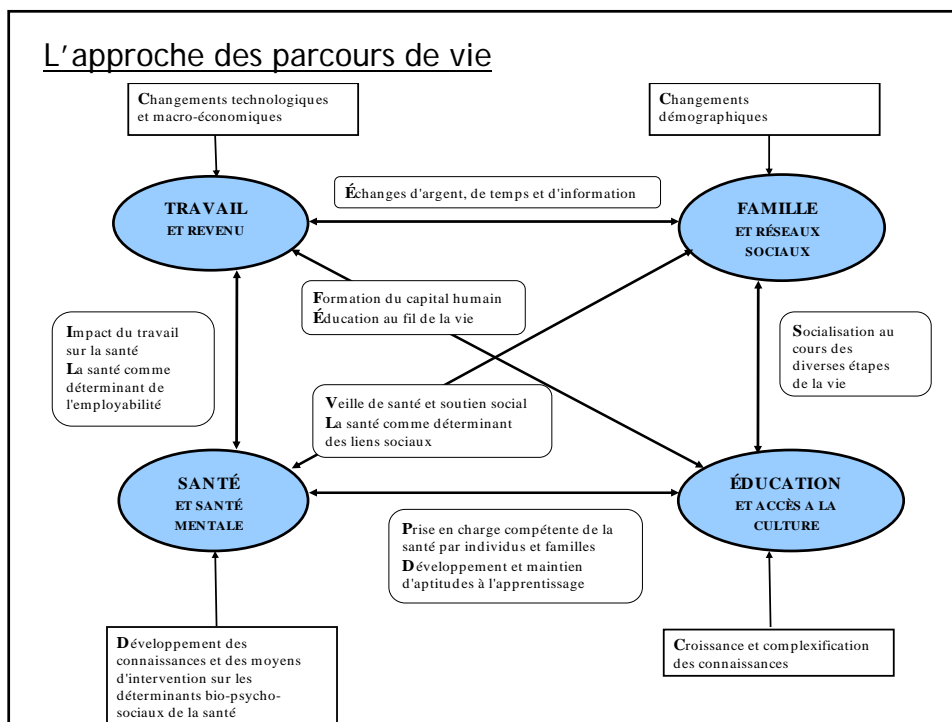 L'approche des parcours de vie
Changements technologiques
et macro-économiques
Changements
démographiques
Échanges d'argent, de temps et d'information
TRAVAIL
ET REVENU
FAMILLE
ET RÉSEAUX
SOCIAUX
Formation du capital humain
Éducation au fil de la vie
Impact du travail
sur la santé
La santé comme
déterminant de
l'employabilité
Socialisation au
cours des
diverses étapes
de la vie
Veille de santé et soutien social
La santé comme déterminant
des liens sociaux
SANTÉ
ET SANTÉ
MENTALE
ÉDUCATION
ET ACCÈS A LA
CULTURE
Prise en charge compétente de la
santé par individus et familles
Développement et maintien
d'aptitudes à l'apprentissage
Développement des
connaissances et des moyens
d'intervention sur les
déterminants bio-psycho-
sociaux de la santé
Croissance et complexification
des connaissances